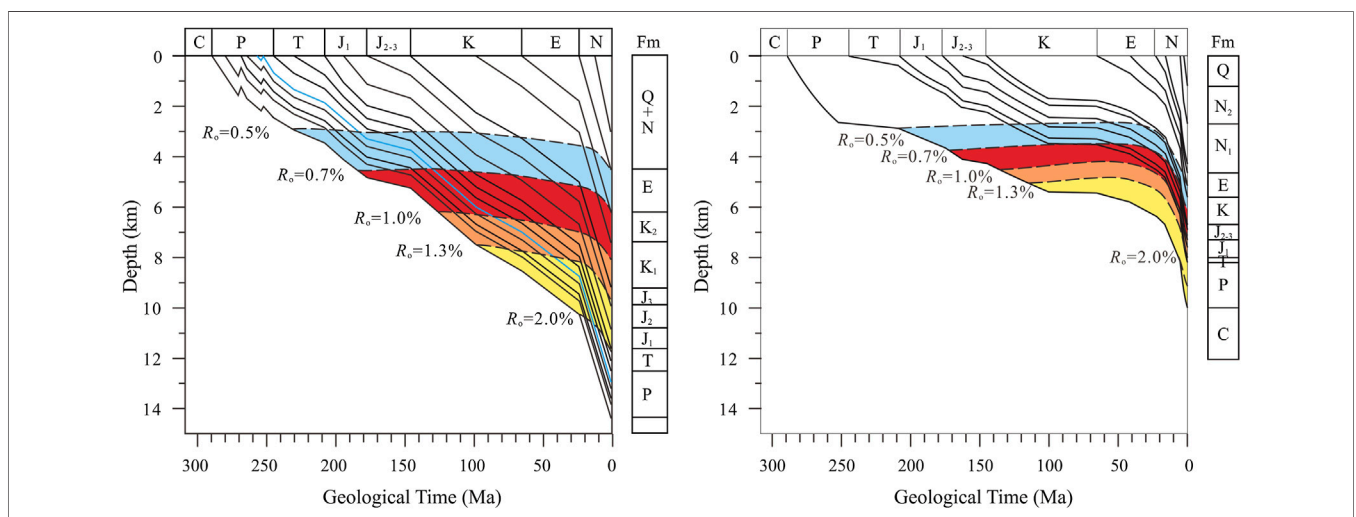 C P T J₁ J₂₋₃ K E N Fm
0
2
4
6
8
10
12
14
Depth (km)
Rₒ=0.5%
Rₒ=0.7%
Rₒ=1.0%
Rₒ=1.3%
Rₒ=2.0%
Q
+
N
E
K₂
K₁
J₃
J₂
J₁
T
P
300 250 200 150 100 50 0
Geological Time (Ma)
C P T J₁ J₂₋₃ K E N Fm
0
2
4
6
8
10
12
14
Depth (km)
Rₒ=0.5%
Rₒ=0.7%
Rₒ=1.0%
Rₒ=1.3%
Rₒ=2.0%
Q
N₂
N₁
E
K
J₂₋₃
J₁
T
P
C
300 250 200 150 100 50 0
Geological Time (Ma)